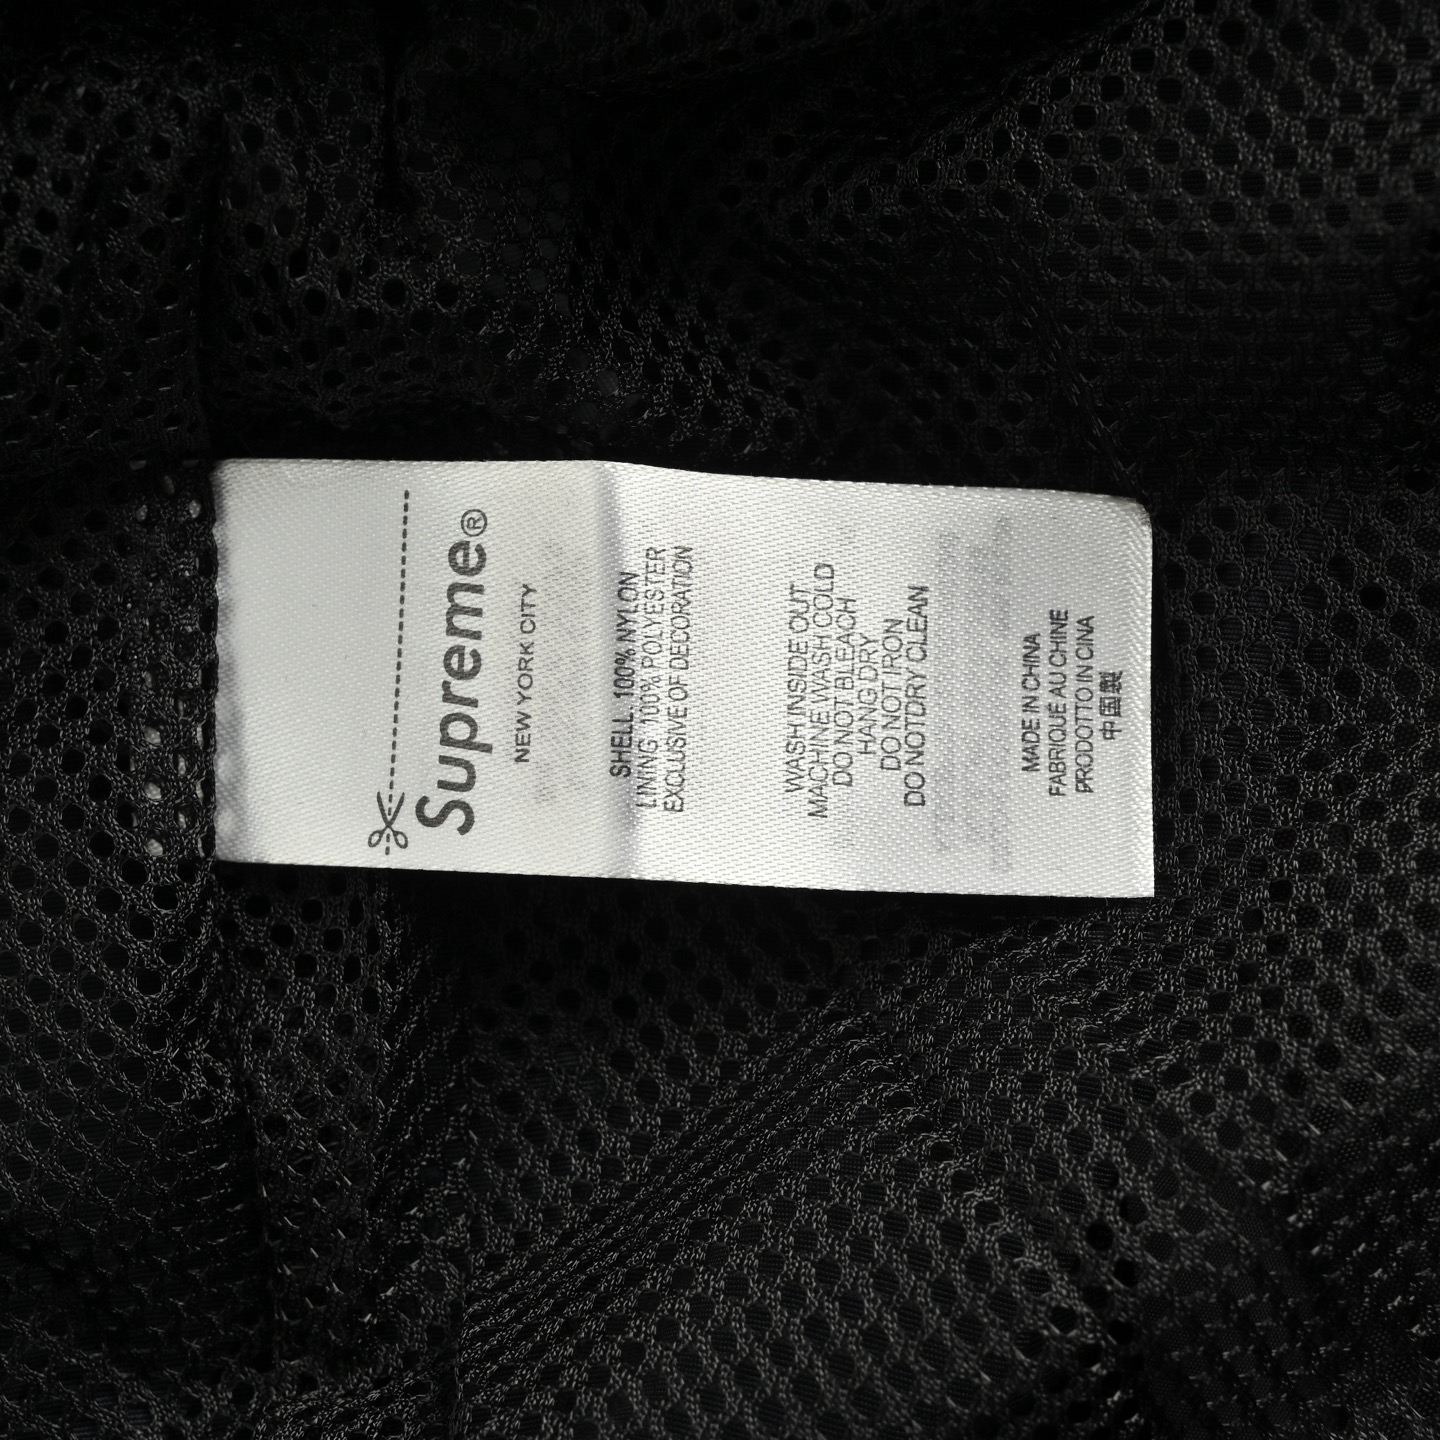 Supreme®
NEW YORK CITY
SHELL. 100% NYLON
LINING 100% POLYESTER
EXCLUSIVE OF DECORATION
WASH INSIDE OUT
MACHINE WASH COLD
DO NOT BLEACH
HANG DRY
DO NOT IRON
DO NOTDRY CLEAN
MADE IN CHINA
FABRIQUÉ AU CHINE
PRODOTTO IN CINA
中国製